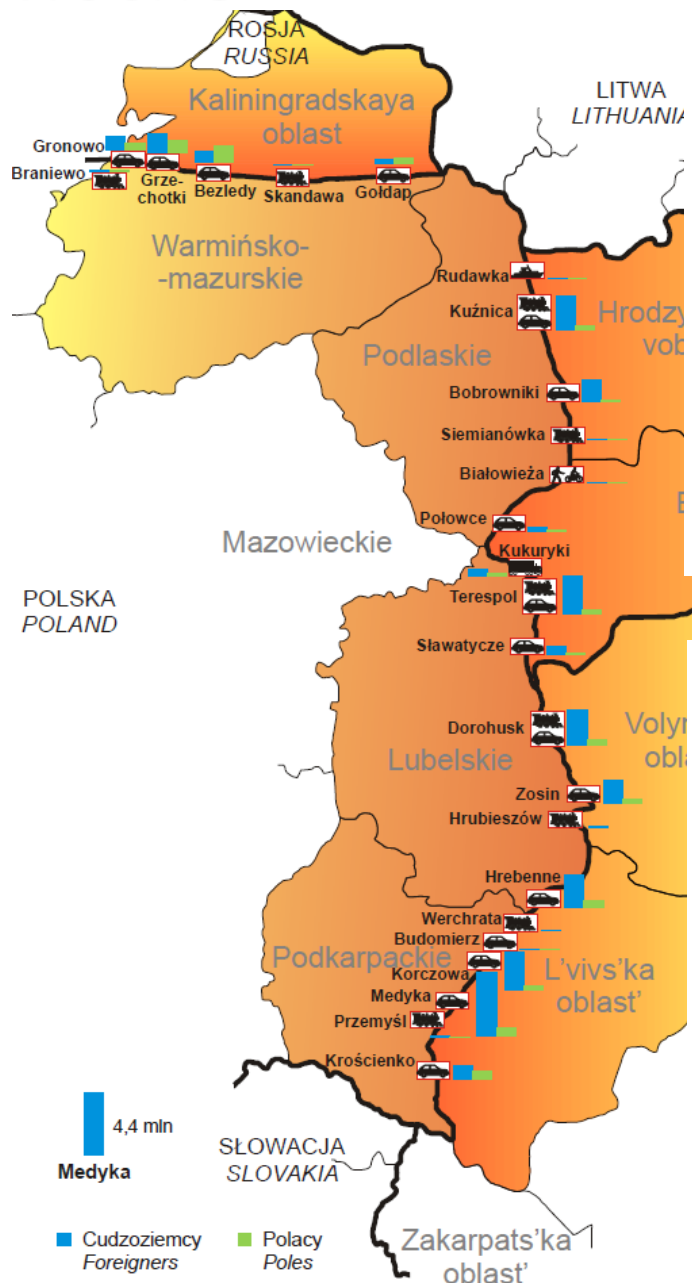 ROSJA
RUSSIA
LITWA
LITHUANIA
Kaliningradskaya
oblast
Gronowo
Braniewo
Grze-
chotki
Bezledy
Skandawa
Gołdap
Warmińsko-
-mazurskie
Rudawka
Kuźnica
Hrodzy
vob
Podlaskie
Bobrowniki
Siemianówka
Białowieża
Połowce
Mazowieckie
Kukuryki
POLSKA
POLAND
Terespol
Sławatycze
Dorohusk
Volyn
obla
Lubelskie
Zosin
Hrubieszów
Hrebenne
Werchrata
Budomierz
Podkarpackie
Korczowa
L'vivs'ka
oblast'
Medyka
Przemyśl
Krościenko
4,4 mln
Medyka
SŁOWACJA
SLOVAKIA
Cudzoziemcy
Foreigners
Polacy
Poles
Zakarpats'ka
oblast'